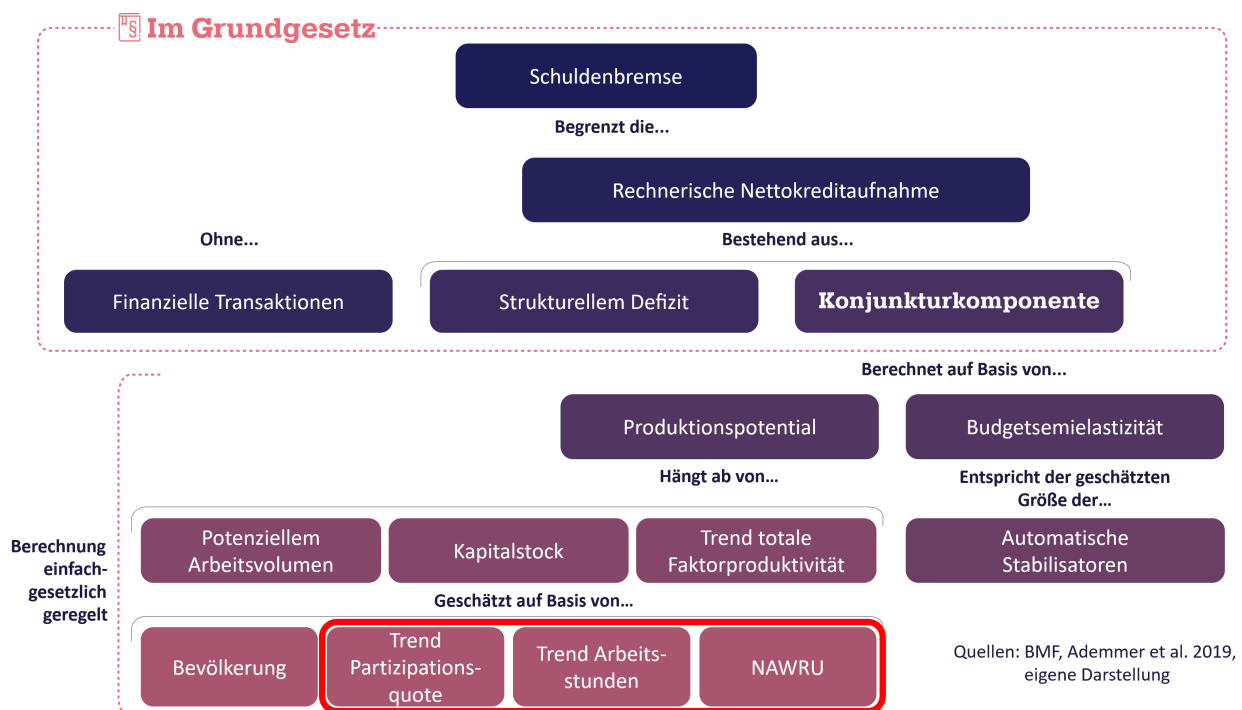 Im Grundgesetz
Schuldenbremse
Begrenzt die...
Rechnerische Nettokreditaufnahme
Ohne...
Bestehend aus...
Finanzielle Transaktionen
Strukturellem Defizit
Konjunkturkomponente
Berechnet auf Basis von...
Produktionspotential
Budgetsemielastizität
Hängt ab von...
Entspricht der geschätzten
Größe der...
Berechnung
einfach-
gesetzlich
geregelt
Potenziellem
Arbeitsvolumen
Kapitalstock
Trend totale
Faktorproduktivität
Automatische
Stabilisatoren
Geschätzt auf Basis von...
Bevölkerung
Trend
Partizipations-
quote
Trend Arbeits-
stunden
NAWRU
Quellen: BMF, Ademmer et al. 2019,
eigene Darstellung